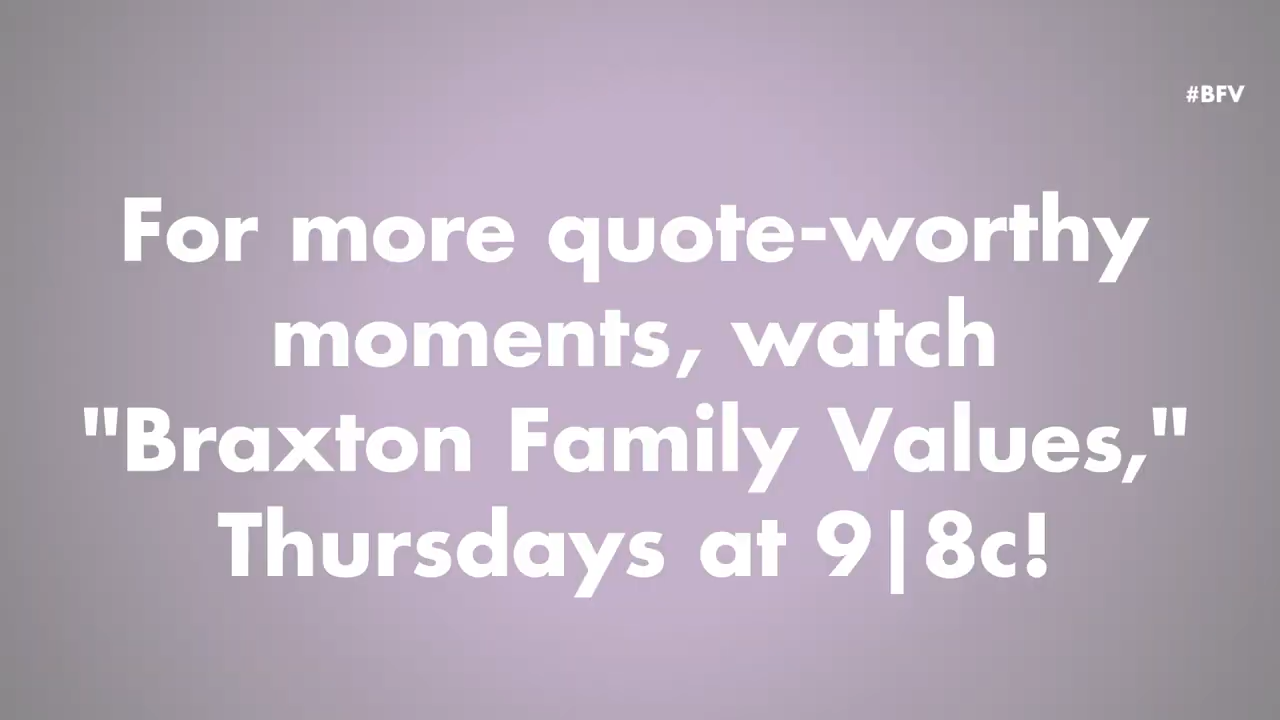 #BFV
For more quote-worthy
moments, watch
"Braxton Family Values,"
Thursdays at 9|8c!